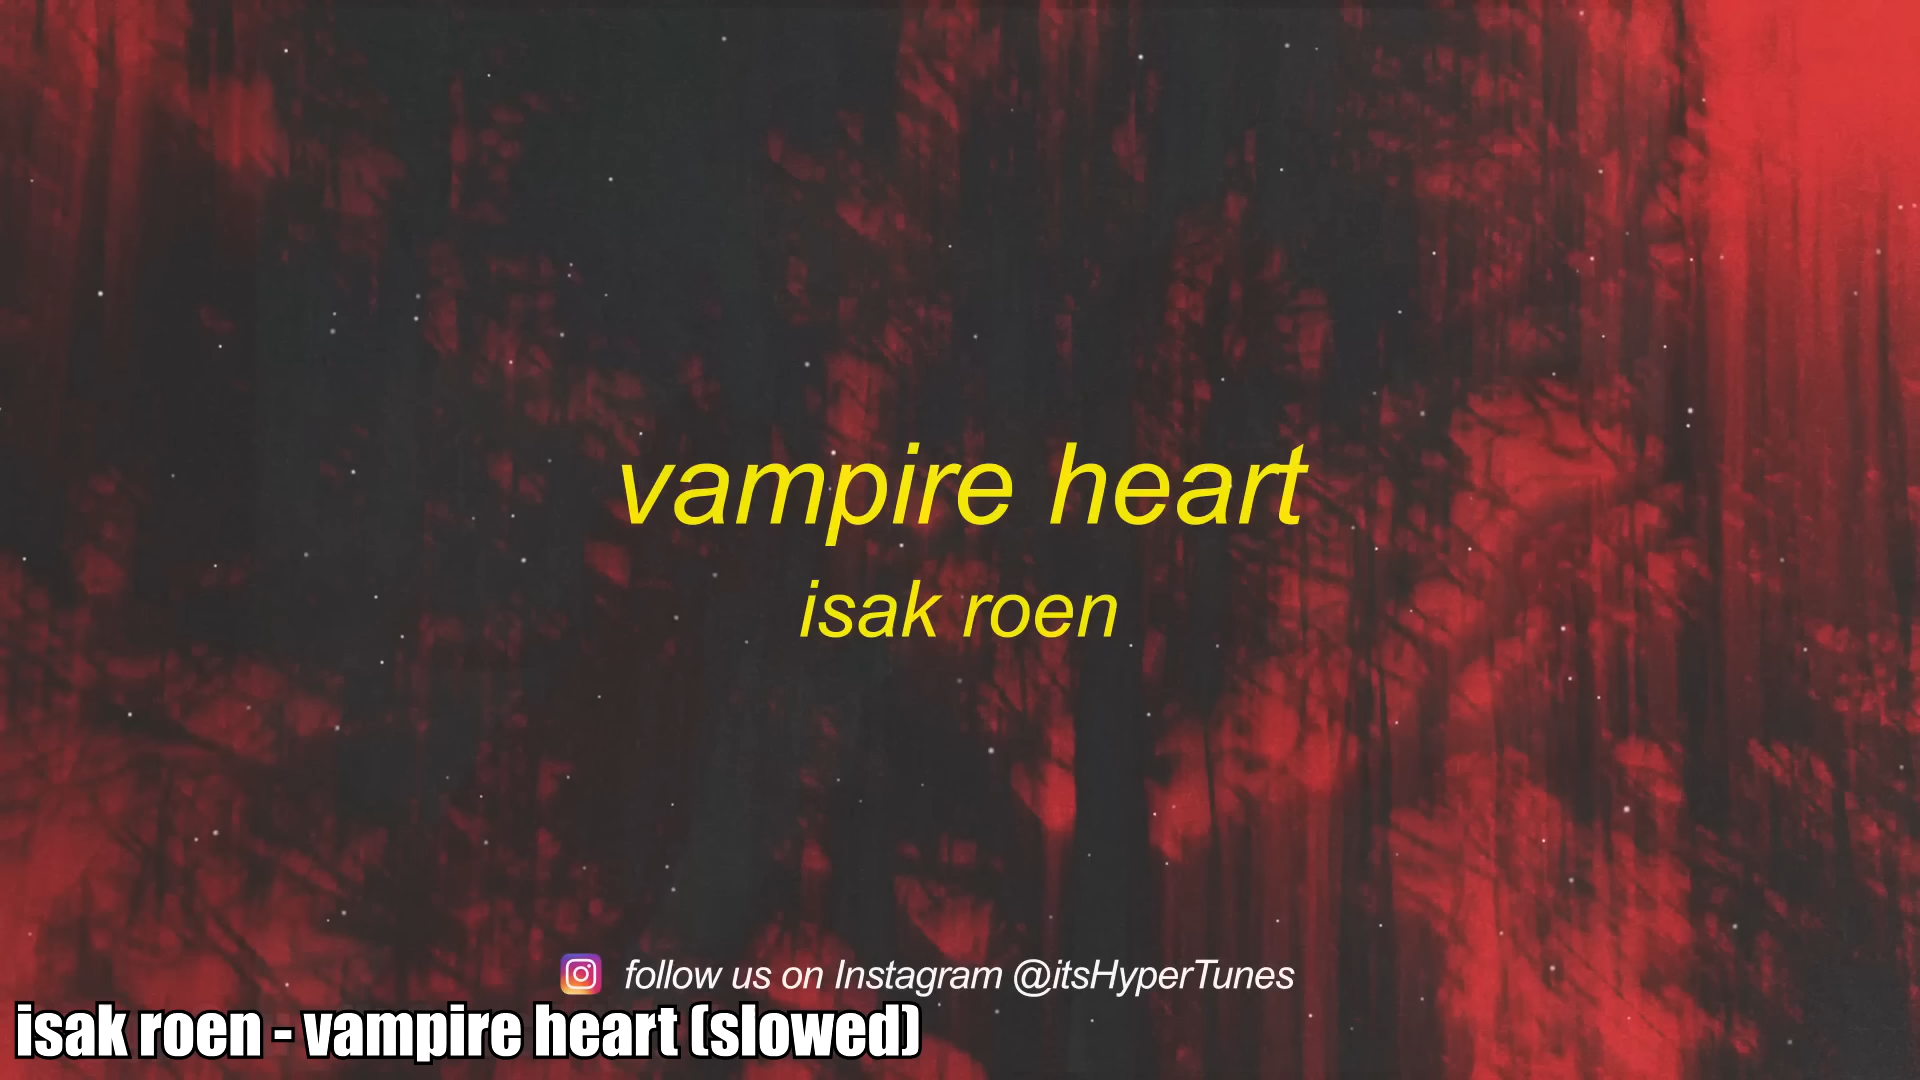 vampire heart
isak roen
follow us on Instagram @itsHyperTunes
isak roen - vampire heart (slowed)